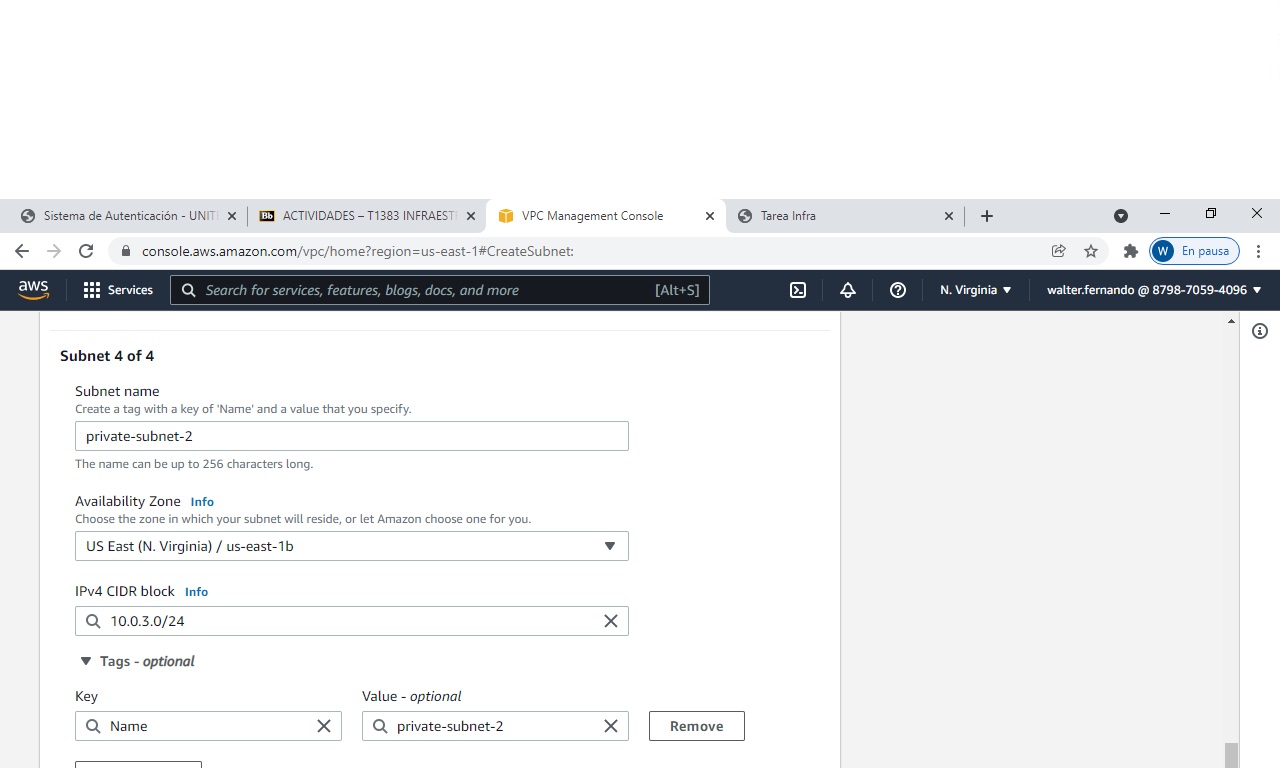 Sistema de Autenticación - UNIT
Bb ACTIVIDADES – T1383 INFRAEST
VPC Management Console
Tarea Infra
console.aws.amazon.com/vpc/home?region=us-east-1#CreateSubnet:
W En pausa
aws
Services
Search for services, features, blogs, docs, and more [Alt+S]
N. Virginia
walter.fernando @ 8798-7059-4096
Subnet 4 of 4
Subnet name
Create a tag with a key of 'Name' and a value that you specify.
private-subnet-2
The name can be up to 256 characters long.
Availability Zone Info
Choose the zone in which your subnet will reside, or let Amazon choose one for you.
US East (N. Virginia) / us-east-1b
IPv4 CIDR block Info
10.0.3.0/24
Tags - optional
Key Value - optional
Name private-subnet-2 Remove